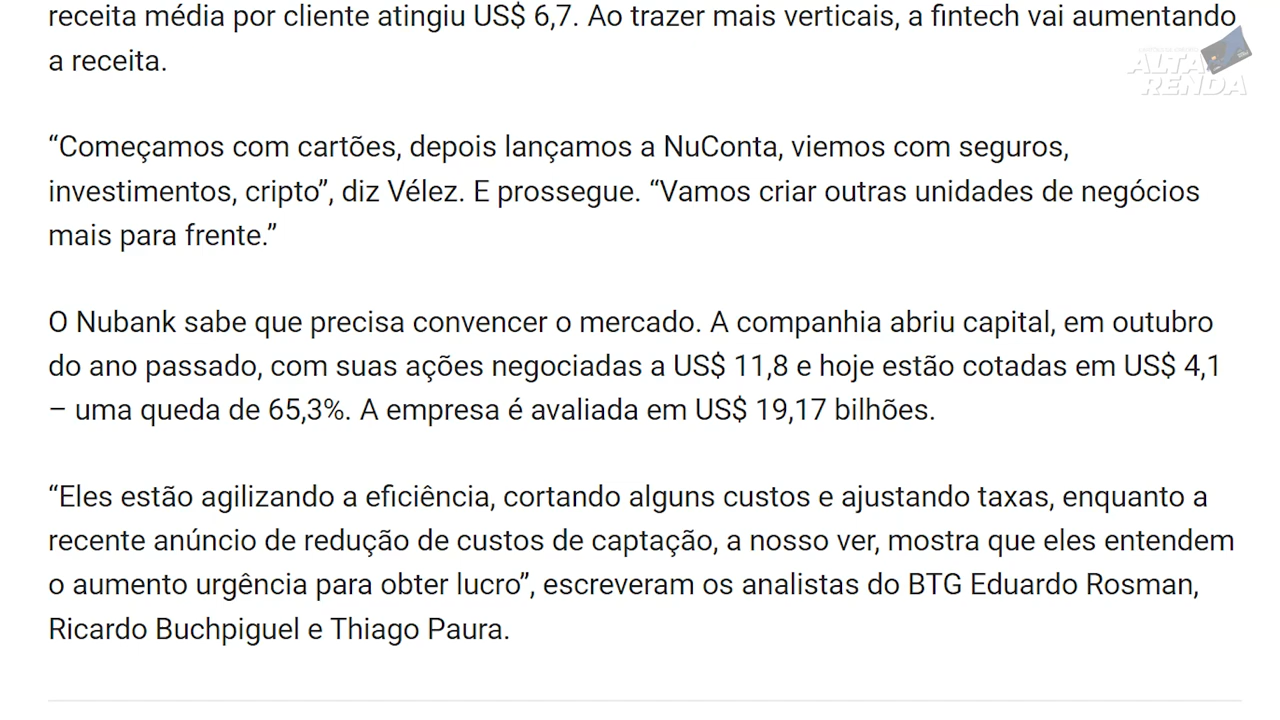 receita média por cliente atingiu US$ 6,7. Ao trazer mais verticais, a fintech vai aumentando
a receita.
ALTA
RENDA
“Começamos com cartões, depois lançamos a NuConta, viemos com seguros,
investimentos, cripto”, diz Vélez. E prossegue. “Vamos criar outras unidades de negócios
mais para frente.”
O Nubank sabe que precisa convencer o mercado. A companhia abriu capital, em outubro
do ano passado, com suas ações negociadas a US$ 11,8 e hoje estão cotadas em US$ 4,1
– uma queda de 65,3%. A empresa é avaliada em US$ 19,17 bilhões.
“Eles estão agilizando a eficiência, cortando alguns custos e ajustando taxas, enquanto a
recente anúncio de redução de custos de captação, a nosso ver, mostra que eles entendem
o aumento urgência para obter lucro”, escreveram os analistas do BTG Eduardo Rosman,
Ricardo Buchpiguel e Thiago Paura.